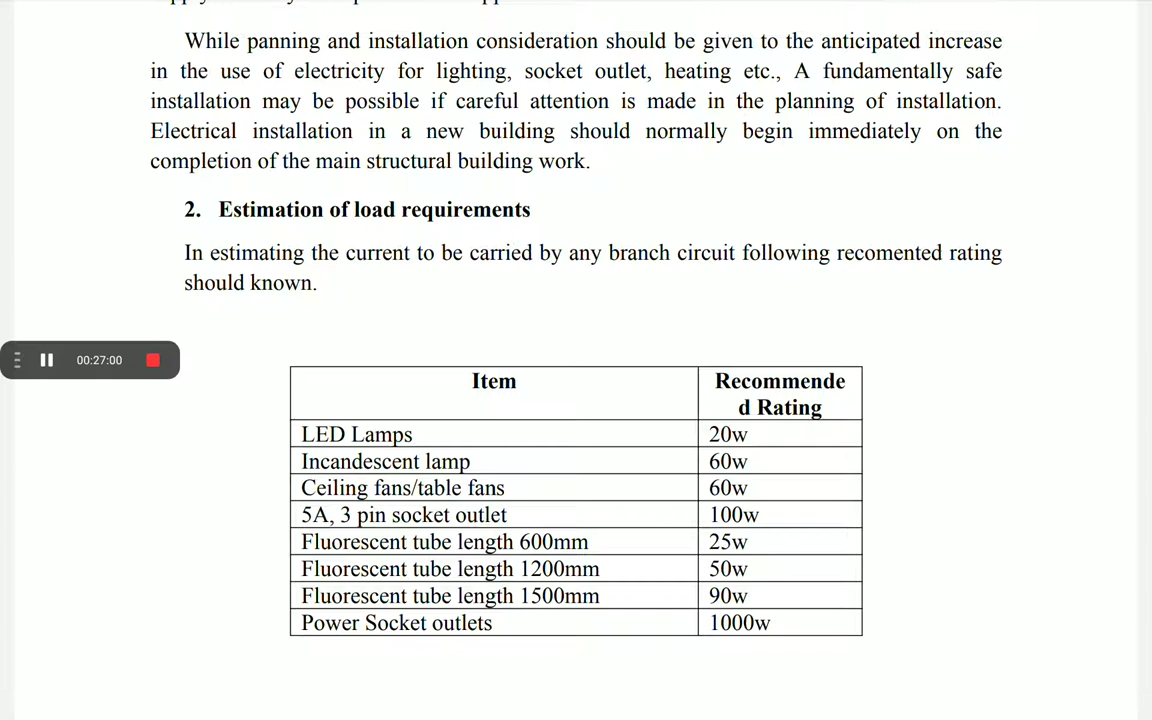 While panning and installation consideration should be given to the anticipated increase
in the use of electricity for lighting, socket outlet, heating etc., A fundamentally safe
installation may be possible if careful attention is made in the planning of installation.
Electrical installation in a new building should normally begin immediately on the
completion of the main structural building work.
2. Estimation of load requirements
In estimating the current to be carried by any branch circuit following recomented rating
should known.
00:27:00
Item Recommende
d Rating
LED Lamps 20w
Incandescent lamp 60w
Ceiling fans/table fans 60w
5A, 3 pin socket outlet 100w
Fluorescent tube length 600mm 25w
Fluorescent tube length 1200mm 50w
Fluorescent tube length 1500mm 90w
Power Socket outlets 1000w